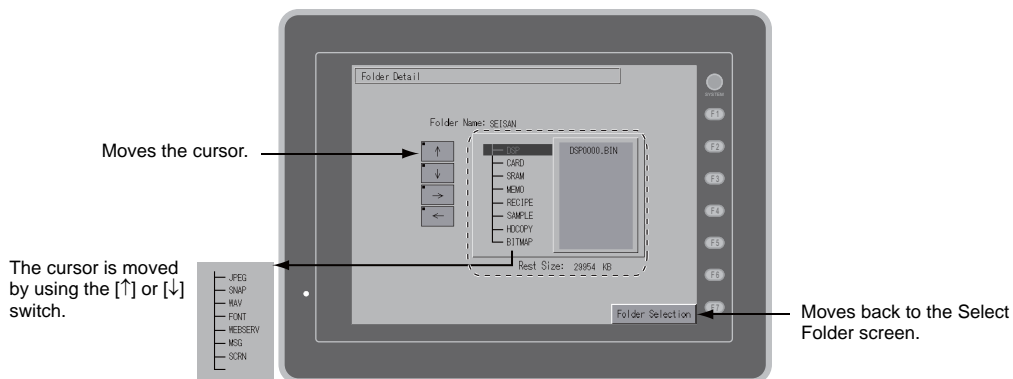 Folder Detail
SYSTEM
F1
Folder Name: SEISAN
Moves the cursor.
↑
↓
→
←
DSP
CARD
SRAM
MEMO
RECIPE
SAMPLE
HDCOPY
BITMAP
DSP0000.BIN
F2
F3
F4
F5
F6
F7
Rest Size: 29954 KB
The cursor is moved
by using the [↑] or [↓]
switch.
JPEG
SNAP
WAV
FONT
WEBSERV
MSG
SCRN
Folder Selection
Moves back to the Select
Folder screen.